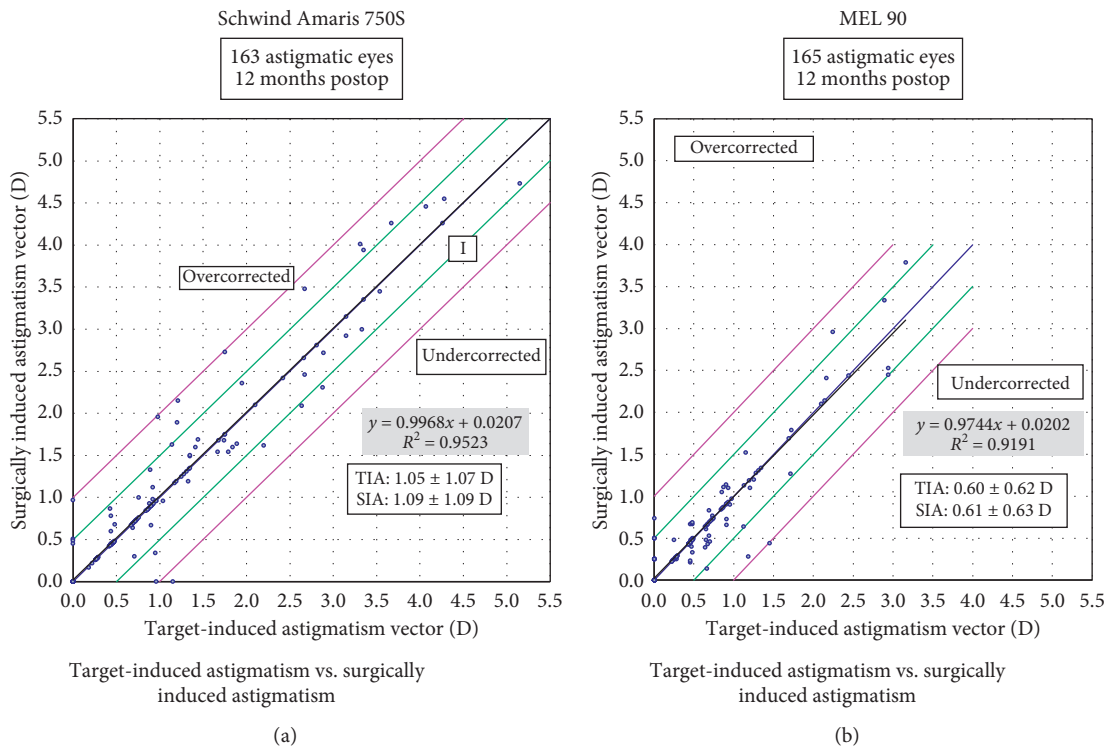 Schwind Amaris 750S
163 astigmatic eyes
12 months postop
5.5
5.0
4.5
4.0
3.5
3.0
2.5
2.0
1.5
1.0
0.5
0.0
Surgically induced astigmatism vector (D)
Overcorrected
I
Undercorrected
y = 0.9968x + 0.0207
R² = 0.9523
TIA: 1.05 ± 1.07 D
SIA: 1.09 ± 1.09 D
0.0 0.5 1.0 1.5 2.0 2.5 3.0 3.5 4.0 4.5 5.0 5.5
Target-induced astigmatism vector (D)
Target-induced astigmatism vs. surgically
induced astigmatism
(a)
MEL 90
165 astigmatic eyes
12 months postop
5.5
5.0
4.5
4.0
3.5
3.0
2.5
2.0
1.5
1.0
0.5
0.0
Surgically induced astigmatism vector (D)
Overcorrected
Undercorrected
y = 0.9744x + 0.0202
R² = 0.9191
TIA: 0.60 ± 0.62 D
SIA: 0.61 ± 0.63 D
0.0 0.5 1.0 1.5 2.0 2.5 3.0 3.5 4.0 4.5 5.0 5.5
Target-induced astigmatism vector (D)
Target-induced astigmatism vs. surgically
induced astigmatism
(b)